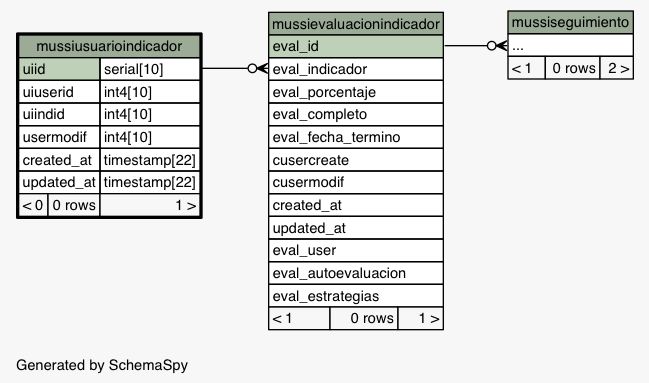 mussiusuarioindicador
uiid serial[10]
uiuserid int4[10]
uiindid int4[10]
usermodif int4[10]
created_at timestamp[22]
updated_at timestamp[22]
< 0 0 rows 1 >
mussievaluacionindicador
eval_id
eval_indicador
eval_porcentaje
eval_completo
eval_fecha_termino
cusercreate
cusermodif
created_at
updated_at
eval_user
eval_autoevaluacion
eval_estrategias
< 1 0 rows 1 >
mussiseguimiento
...
< 1 0 rows 2 >
Generated by SchemaSpy